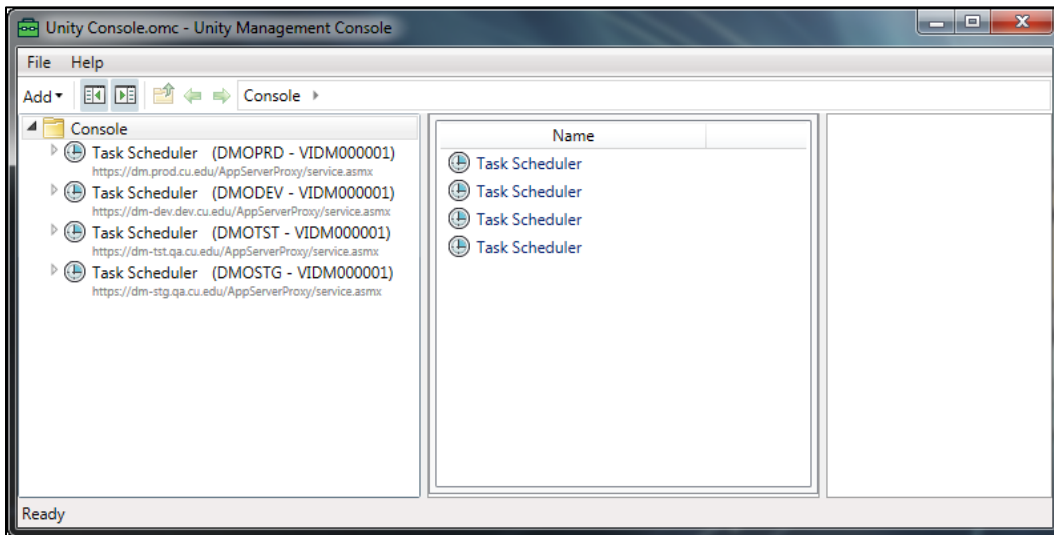 Unity Console.omc - Unity Management Console
File Help
Add Console
Console
Task Scheduler (DMOPRD - VIDM000001)
https://dm.prod.cu.edu/AppServerProxy/service.asmx
Task Scheduler (DMODEV - VIDM000001)
https://dm-dev.dev.cu.edu/AppServerProxy/service.asmx
Task Scheduler (DMOTST - VIDM000001)
https://dm-tst.qa.cu.edu/AppServerProxy/service.asmx
Task Scheduler (DMOSTG - VIDM000001)
https://dm-stg.qa.cu.edu/AppServerProxy/service.asmx
Name
Task Scheduler
Task Scheduler
Task Scheduler
Task Scheduler
Ready